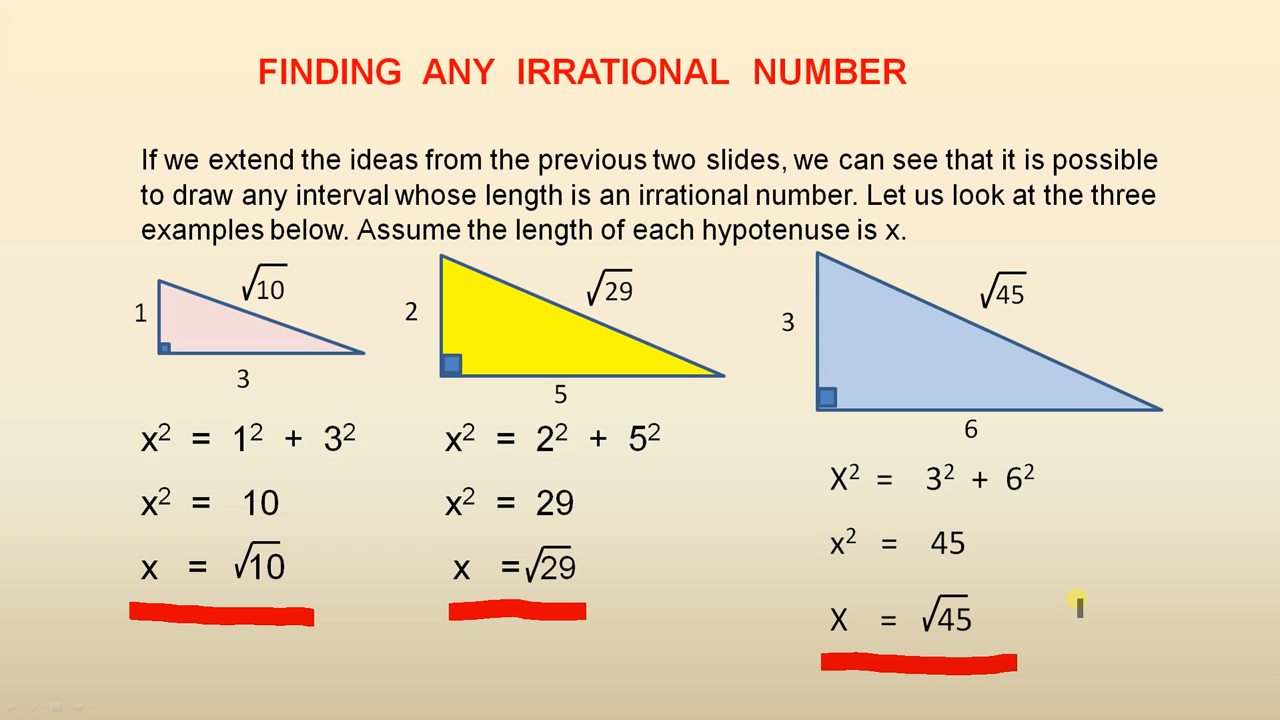 FINDING ANY IRRATIONAL NUMBER
If we extend the ideas from the previous two slides, we can see that it is possible
to draw any interval whose length is an irrational number. Let us look at the three
examples below. Assume the length of each hypotenuse is x.
1
√10
3
x² = 1² + 3²
x² = 10
x = √10
2
√29
5
x² = 2² + 5²
x² = 29
x =√29
3
√45
6
X² = 3² + 6²
x² = 45
X = √45